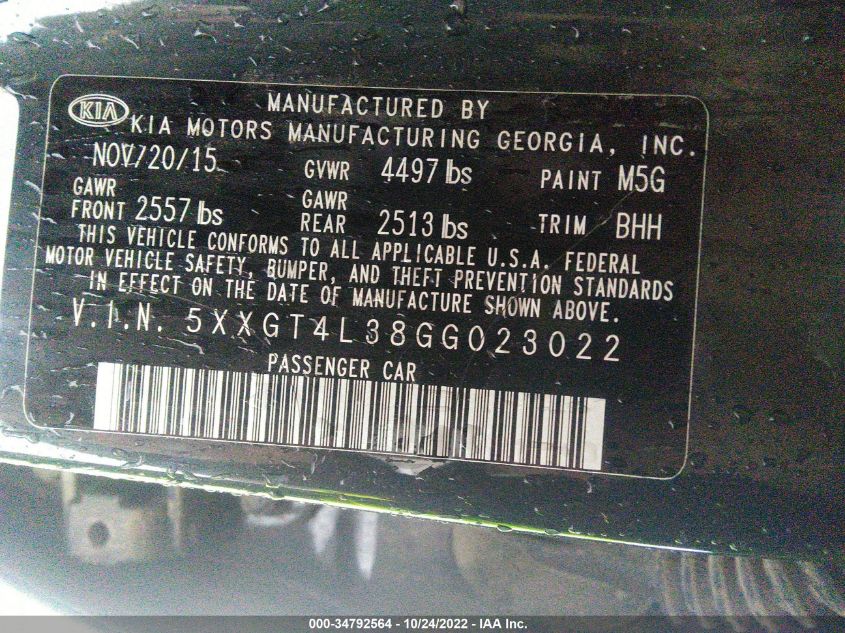 MANUFACTURED BY
KIA KIA MOTORS MANUFACTURING GEORGIA, INC.
NOV/20/15 GVWR 4497 lbs PAINT M5G
GAWR FRONT 2557 lbs GAWR REAR 2513 lbs TRIM BHH
THIS VEHICLE CONFORMS TO ALL APPLICABLE U.S.A. FEDERAL
MOTOR VEHICLE SAFETY, BUMPER, AND THEFT PREVENTION STANDARDS
IN EFFECT ON THE DATE OF MANUFACTURE SHOWN ABOVE.
V.I.N. 5XXGT4L38GG023022
PASSENGER CAR
000-34792564 - 10/24/2022 - IAA Inc.